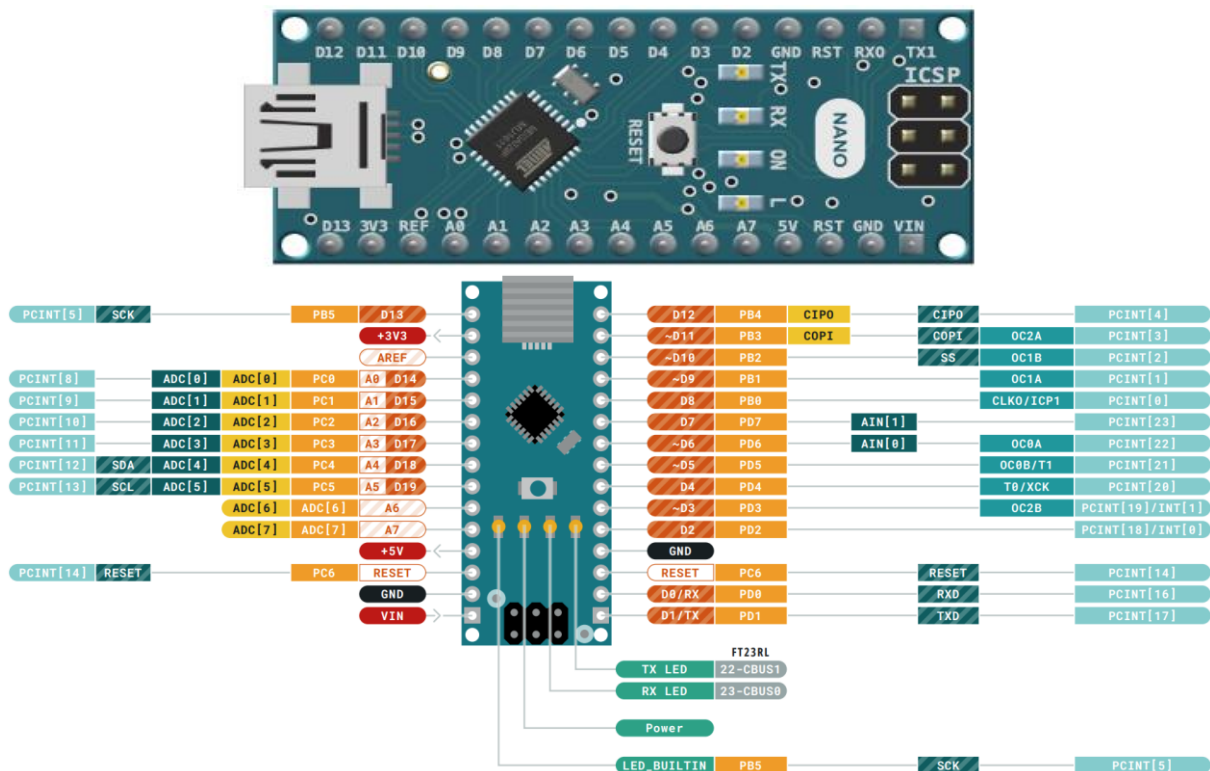 D12 D11 D10 D9 D8 D7 D6 D5 D4 D3 D2 GND RST RX0 TX1
TX
RX
ON
L
RESET
NANO
ICSP
ATMEL
D13 3V3 REF A0 A1 A2 A3 A4 A5 A6 A7 5V RST GND VIN
PCINT[5] SCK PB5 D13
+3V3
AREF
PCINT[8] ADC[0] ADC[0] PC0 A0 D14
PCINT[9] ADC[1] ADC[1] PC1 A1 D15
PCINT[10] ADC[2] ADC[2] PC2 A2 D16
PCINT[11] ADC[3] ADC[3] PC3 A3 D17
PCINT[12] SDA ADC[4] ADC[4] PC4 A4 D18
PCINT[13] SCL ADC[5] ADC[5] PC5 A5 D19
ADC[6] ADC[6] A6
ADC[7] ADC[7] A7
+5V
PCINT[14] RESET PC6 RESET
GND
VIN
D12 PB4 CIPO CIPO PCINT[4]
~D11 PB3 COPI COPI OC2A PCINT[3]
~D10 PB2 SS OC1B PCINT[2]
~D9 PB1 OC1A PCINT[1]
D8 PB0 CLKO/ICP1 PCINT[0]
D7 PD7 AIN[1] PCINT[23]
~D6 PD6 AIN[0] OC0A PCINT[22]
~D5 PD5 OC0B/T1 PCINT[21]
D4 PD4 T0/XCK PCINT[20]
~D3 PD3 OC2B PCINT[19]/INT[1]
D2 PD2 PCINT[18]/INT[0]
GND
RESET PC6 RESET PCINT[14]
D0/RX PD0 RXD PCINT[16]
D1/TX PD1 TXD PCINT[17]
FT23RL
TX LED 22-CBUS1
RX LED 23-CBUS0
Power
LED_BUILTIN PB5 SCK PCINT[5]